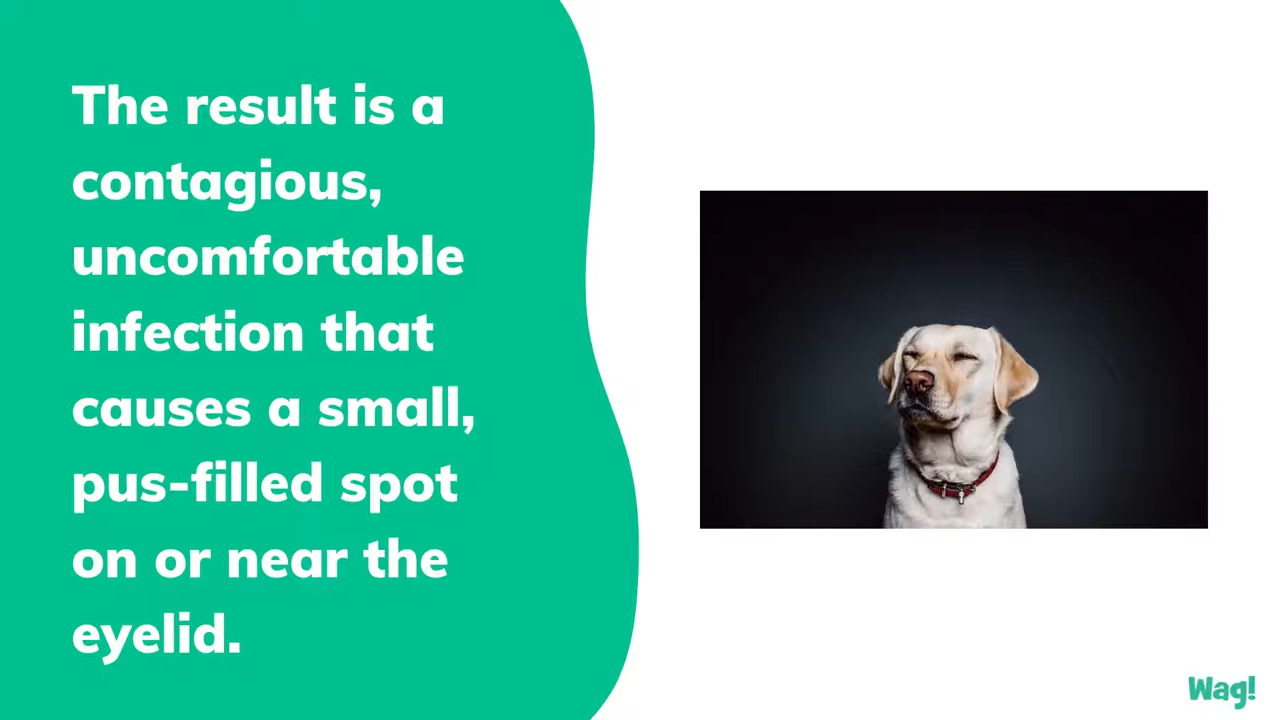 The result is a
contagious,
uncomfortable
infection that
causes a small,
pus-filled spot
on or near the
eyelid.
Wag!